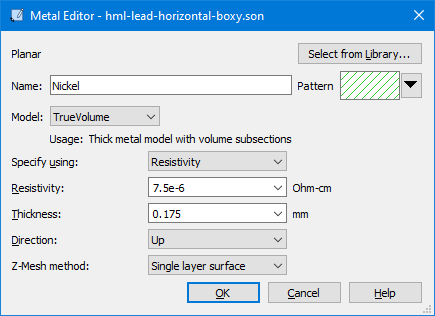 Metal Editor - hml-lead-horizontal-boxy.son
Planar Select from Library...
Name: Nickel Pattern
Model: TrueVolume
Usage: Thick metal model with volume subsections
Specify using: Resistivity
Resistivity: 7.5e-6 Ohm-cm
Thickness: 0.175 mm
Direction: Up
Z-Mesh method: Single layer surface
OK Cancel Help